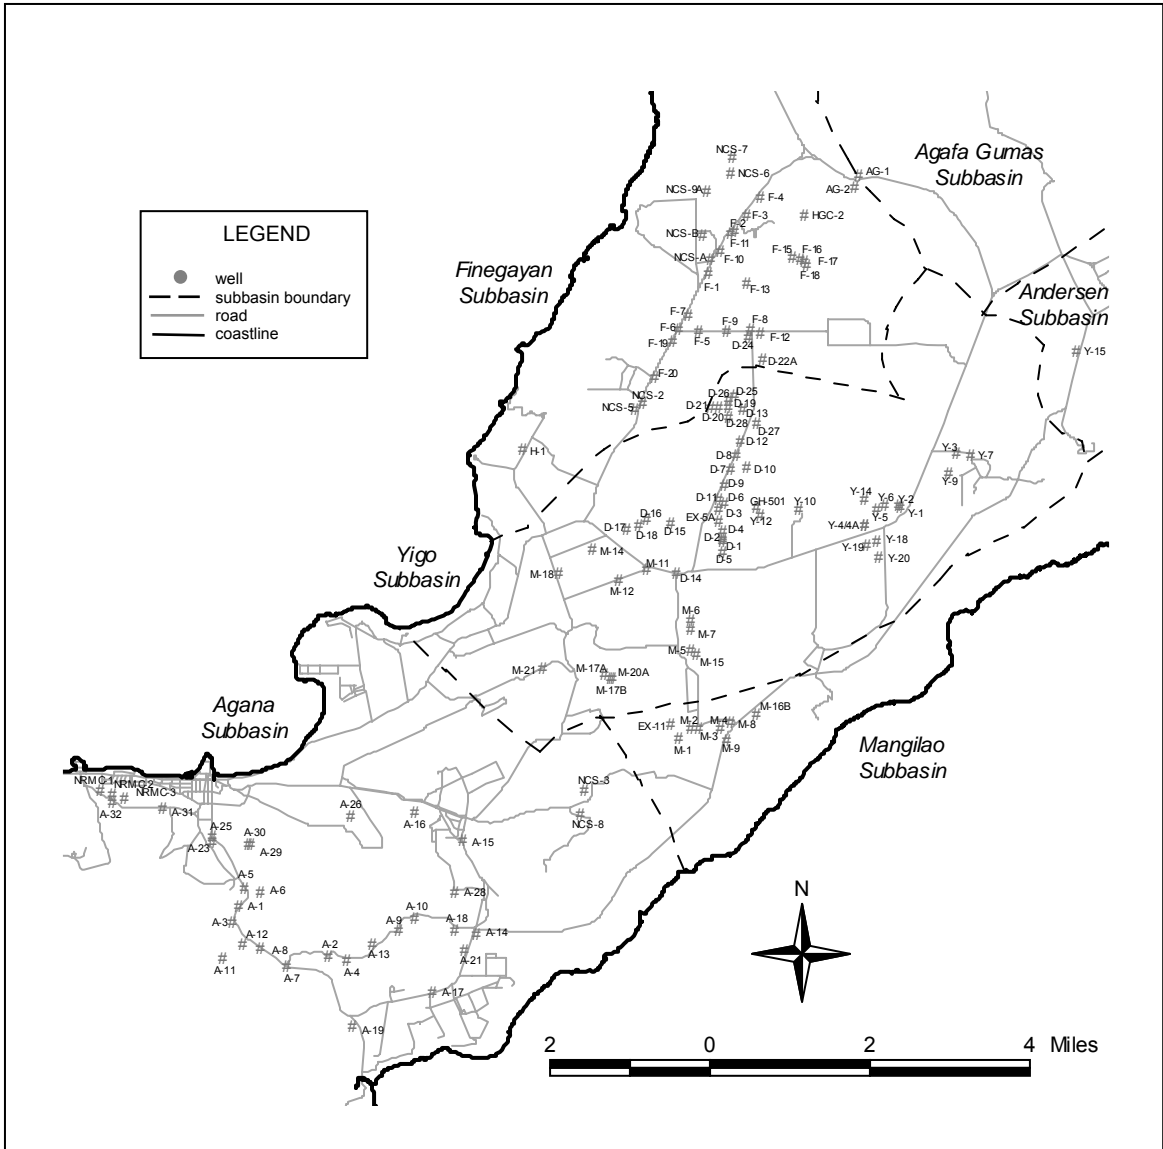 NCS-7
Agafa Gumas
Subbasin
NCS-6
AG-1
NCS-9A
AG-2
F-4
F-3
HGC-2
LEGEND
well
subbasin boundary
road
coastline
F-2
NCS-B
F-11
F-15
F-16
NCS-A
F-10
F-17
F-18
Finegayan
Subbasin
F-1
F-13
Andersen
Subbasin
F-7
F-6
F-9
F-8
F-19
F-5
F-12
D-24
Y-15
D-22A
F-20
NCS-2
D-26
D-25
NCS-5
D-21
D-19
D-20
D-13
D-28
D-27
D-12
H-1
D-8
Y-3
Y-7
D-7
D-10
Y-9
D-9
D-11
D-6
GH-501
Y-10
Y-14
Y-6
Y-2
D-16
EX-5A
D-3
Y-12
Y-5
Y-1
D-17
D-18
D-15
D-4
Y-4/4A
D-2
Y-18
D-1
Y-19
D-5
Y-20
Yigo
Subbasin
M-14
M-18
M-11
D-14
M-12
M-6
M-7
M-5
M-15
M-21
M-17A
M-20A
M-17B
Agana
Subbasin
M-16B
EX-11
M-2
M-4
M-8
M-3
M-1
M-9
Mangilao
Subbasin
NRMC-1
NRMC-2
NRMC-3
NCS-3
A-32
A-31
A-26
A-16
NCS-8
A-25
A-30
A-23
A-29
A-15
A-5
A-6
A-28
A-1
A-10
A-3
A-9
A-18
A-14
A-12
A-8
A-2
A-13
A-11
A-7
A-4
A-21
A-17
A-19
N
2
0
2
4
Miles